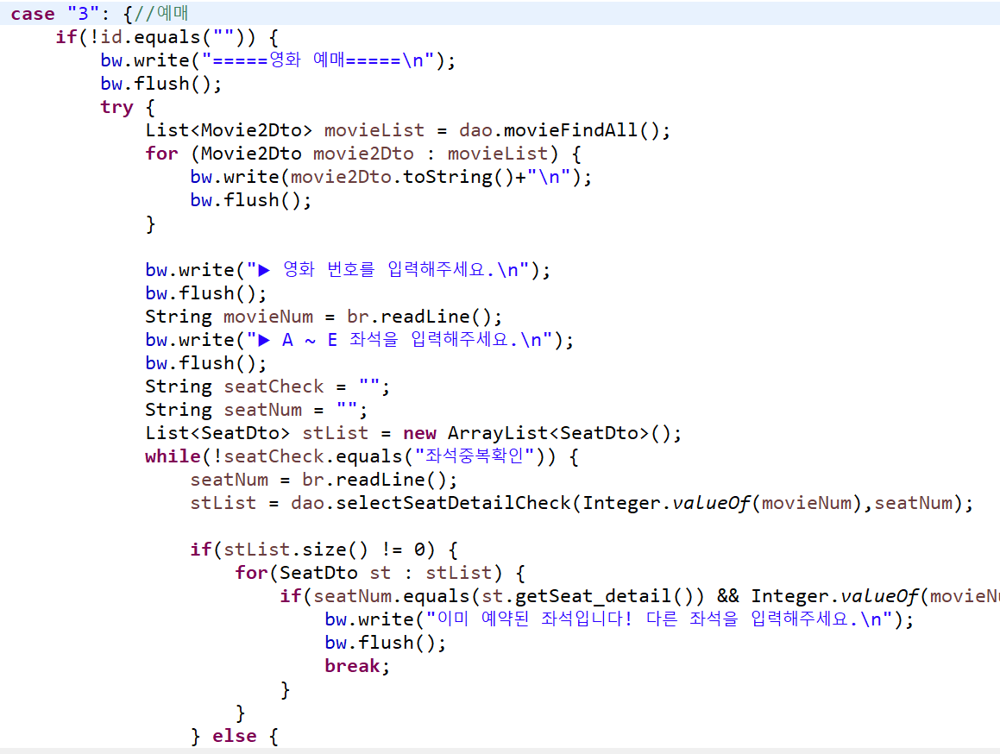 case "3": {//예매
if(!id.equals("")) {
bw.write("=====영화 예매=====\n");
bw.flush();
try {
List<Movie2Dto> movieList = dao.movieFindAll();
for (Movie2Dto movie2Dto : movieList) {
bw.write(movie2Dto.toString()+"\n");
bw.flush();
}
bw.write("▶ 영화 번호를 입력해주세요.\n");
bw.flush();
String movieNum = br.readLine();
bw.write("▶ A ~ E 좌석을 입력해주세요.\n");
bw.flush();
String seatCheck = "";
String seatNum = "";
List<SeatDto> stList = new ArrayList<SeatDto>();
while(!seatCheck.equals("좌석중복확인")) {
seatNum = br.readLine();
stList = dao.selectSeatDetailCheck(Integer.valueOf(movieNum),seatNum);
if(stList.size() != 0) {
for(SeatDto st : stList) {
if(seatNum.equals(st.getSeat_detail()) && Integer.valueOf(
bw.write("이미 예약된 좌석입니다! 다른 좌석을 입력해주세요.\n");
bw.flush();
break;
}
}
} else {